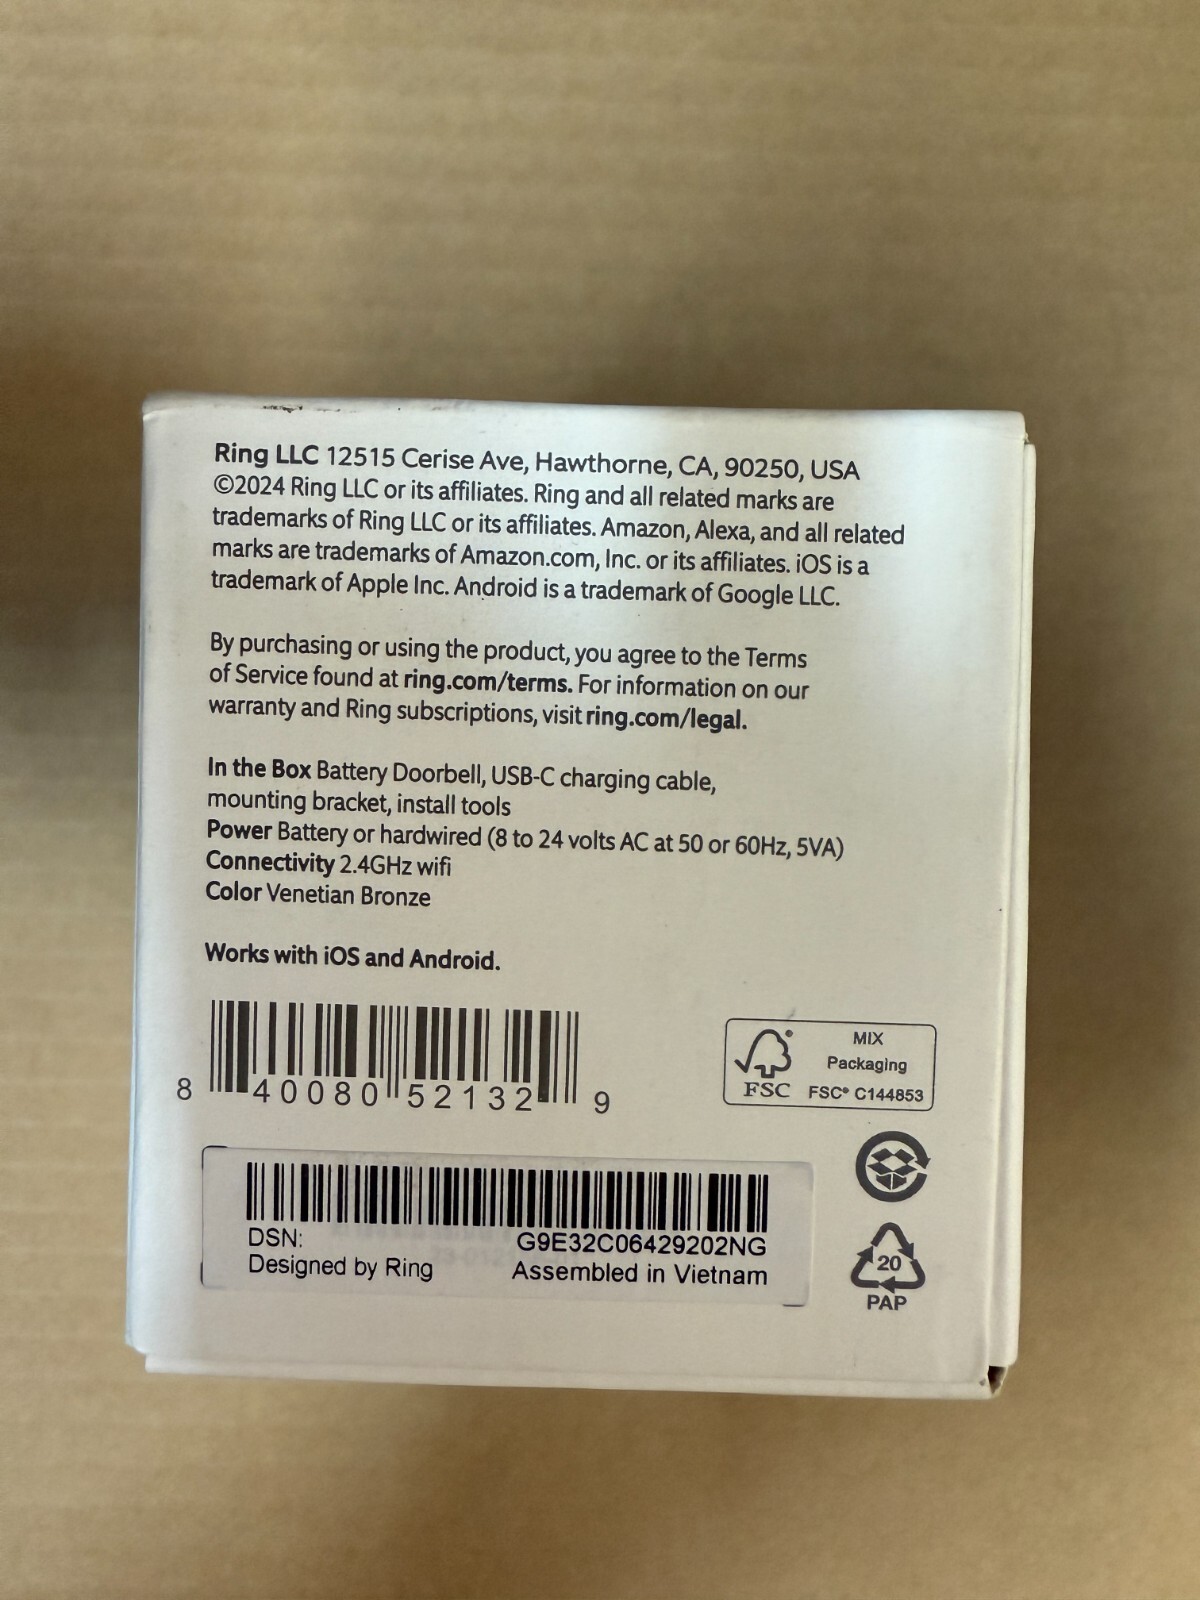 Ring LLC 12515 Cerise Ave, Hawthorne, CA, 90250, USA
©2024 Ring LLC or its affiliates. Ring and all related marks are
trademarks of Ring LLC or its affiliates. Amazon, Alexa, and all related
marks are trademarks of Amazon.com, Inc. or its affiliates. iOS is a
trademark of Apple Inc. Android is a trademark of Google LLC.
By purchasing or using the product, you agree to the Terms
of Service found at ring.com/terms. For information on our
warranty and Ring subscriptions, visit ring.com/legal.
In the Box Battery Doorbell, USB-C charging cable,
mounting bracket, install tools
Power Battery or hardwired (8 to 24 volts AC at 50 or 60Hz, 5VA)
Connectivity 2.4GHz wifi
Color Venetian Bronze
Works with iOS and Android.
8 40080 52132 9
MIX
Packaging
FSC FSC® C144853
DSN: G9E32C06429202NG
Designed by Ring Assembled in Vietnam
20
PAP